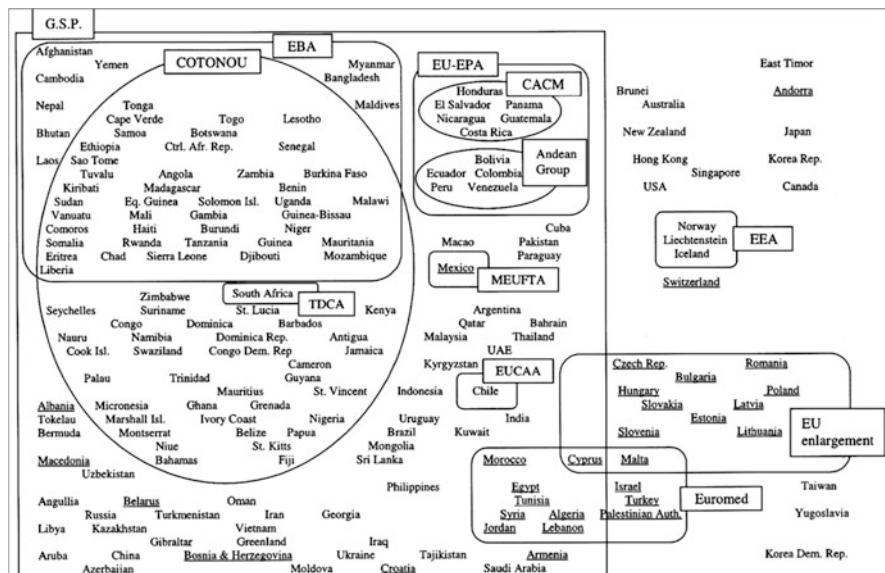 G.S.P.
EBA
COTONOU
Afghanistan
Yemen
Myanmar
Cambodia
Bangladesh
Nepal Tonga Maldives
Cape Verde Togo Lesotho
Bhutan Samoa Botswana
Ethiopia Ctrl. Afr. Rep. Senegal
Laos Sao Tome
Tuvalu Angola Zambia Burkina Faso
Kiribati Madagascar Benin
Sudan Eq. Guinea Solomon Isl. Uganda Malawi
Vanuatu Mali Gambia Guinea-Bissau
Comoros Haiti Burundi Niger
Somalia Rwanda Tanzania Guinea Mauritania
Eritrea Chad Sierra Leone Djibouti Mozambique
Liberia
EU-EPA
CACM
Honduras
El Salvador Panama
Nicaragua Guatemala
Costa Rica
Andean
Group
Bolivia
Ecuador Colombia
Peru Venezuela
East Timor
Brunei Andorra
Australia
New Zealand Japan
Hong Kong Korea Rep.
Singapore
USA Canada
Norway
Liechtenstein
Iceland
EEA
Switzerland
Cuba
Macao Pakistan
Paraguay
Mexico
MEUFTA
Zimbabwe South Africa
TDCA
Seychelles Suriname St. Lucia Kenya
Congo Dominica Barbados
Nauru Namibia Dominica Rep. Antigua
Cook Isl. Swaziland Congo Dem. Rep Jamaica
Cameron
Palau Trinidad Guyana
Mauritius St. Vincent
Albania Micronesia Ghana Grenada
Tokelau Marshall Isl. Ivory Coast Nigeria
Bermuda Montserrat Belize Papua
Niue St. Kitts
Macedonia Bahamas Fiji
Uzbekistan
Argentina
Qatar Bahrain
Malaysia Thailand
UAE
Kyrgyzstan
EUCAA
Chile
Indonesia
Uruguay India
Brazil Kuwait
Mongolia
Sri Lanka
Philippines
Czech Rep. Romania
Bulgaria
Hungary Poland
Slovakia Latvia
Estonia
Slovenia Lithuania
EU
enlargement
Morocco Cyprus Malta
Egypt Israel
Tunisia Turkey
Syria Algeria Palestinian Auth.
Jordan Lebanon
Euromed
Taiwan
Yugoslavia
Korea Dem. Rep.
Angullia Belarus Oman
Russia Turkmenistan Iran Georgia
Libya Kazakhstan Vietnam
Gibraltar Greenland Iraq
Aruba China Bosnia & Herzegovina Ukraine Tajikistan Armenia
Azerbaijan Moldova Croatia Saudi Arabia